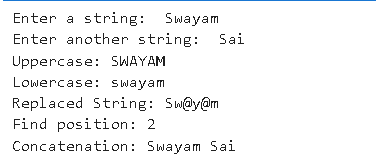 Enter a string:  Swayam
Enter another string:  Sai
Uppercase: SWAYAM
Lowercase: swayam
Replaced String: Sw@y@m
Find position: 2
Concatenation: Swayam Sai